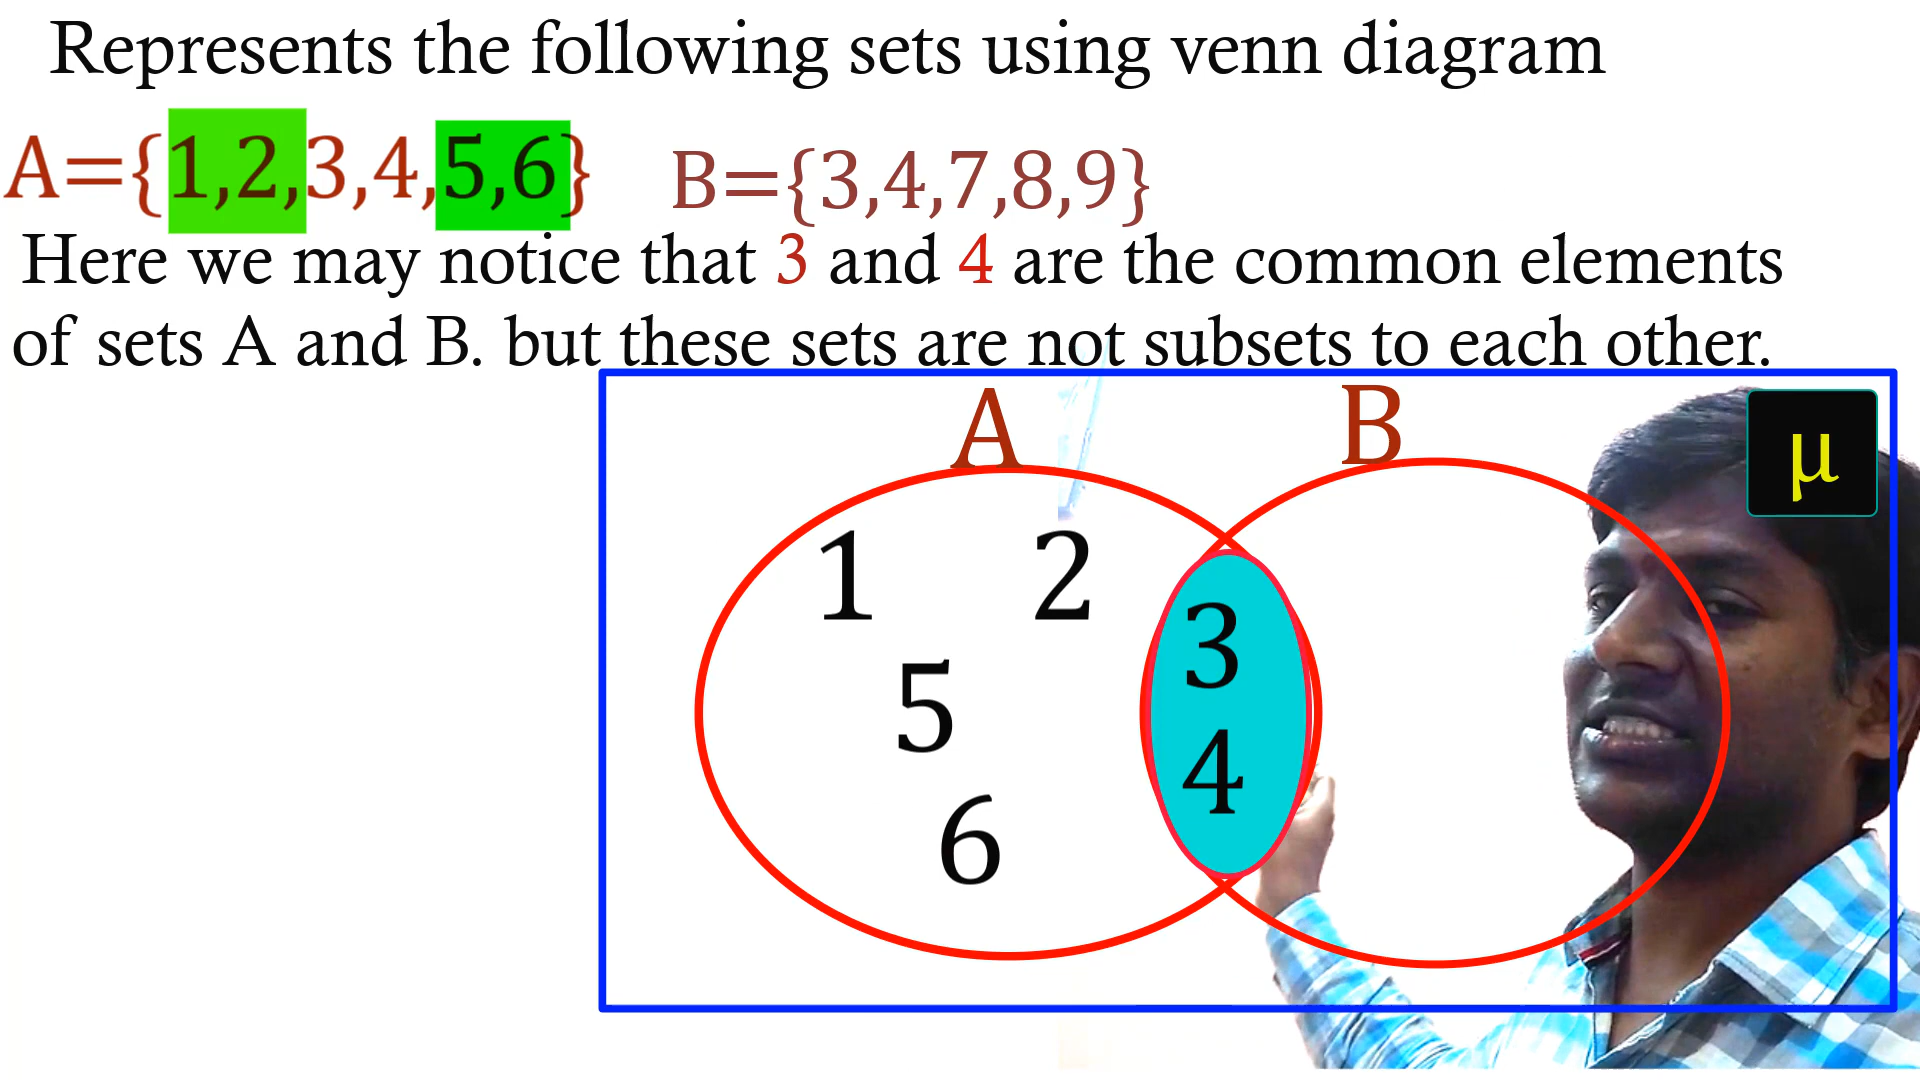 Represents the following sets using venn diagram
A={1,2,3,4,5,6} B={3,4,7,8,9}
Here we may notice that 3 and 4 are the common elements
of sets A and B. but these sets are not subsets to each other.
A B
μ
1 2
3
5
4
6